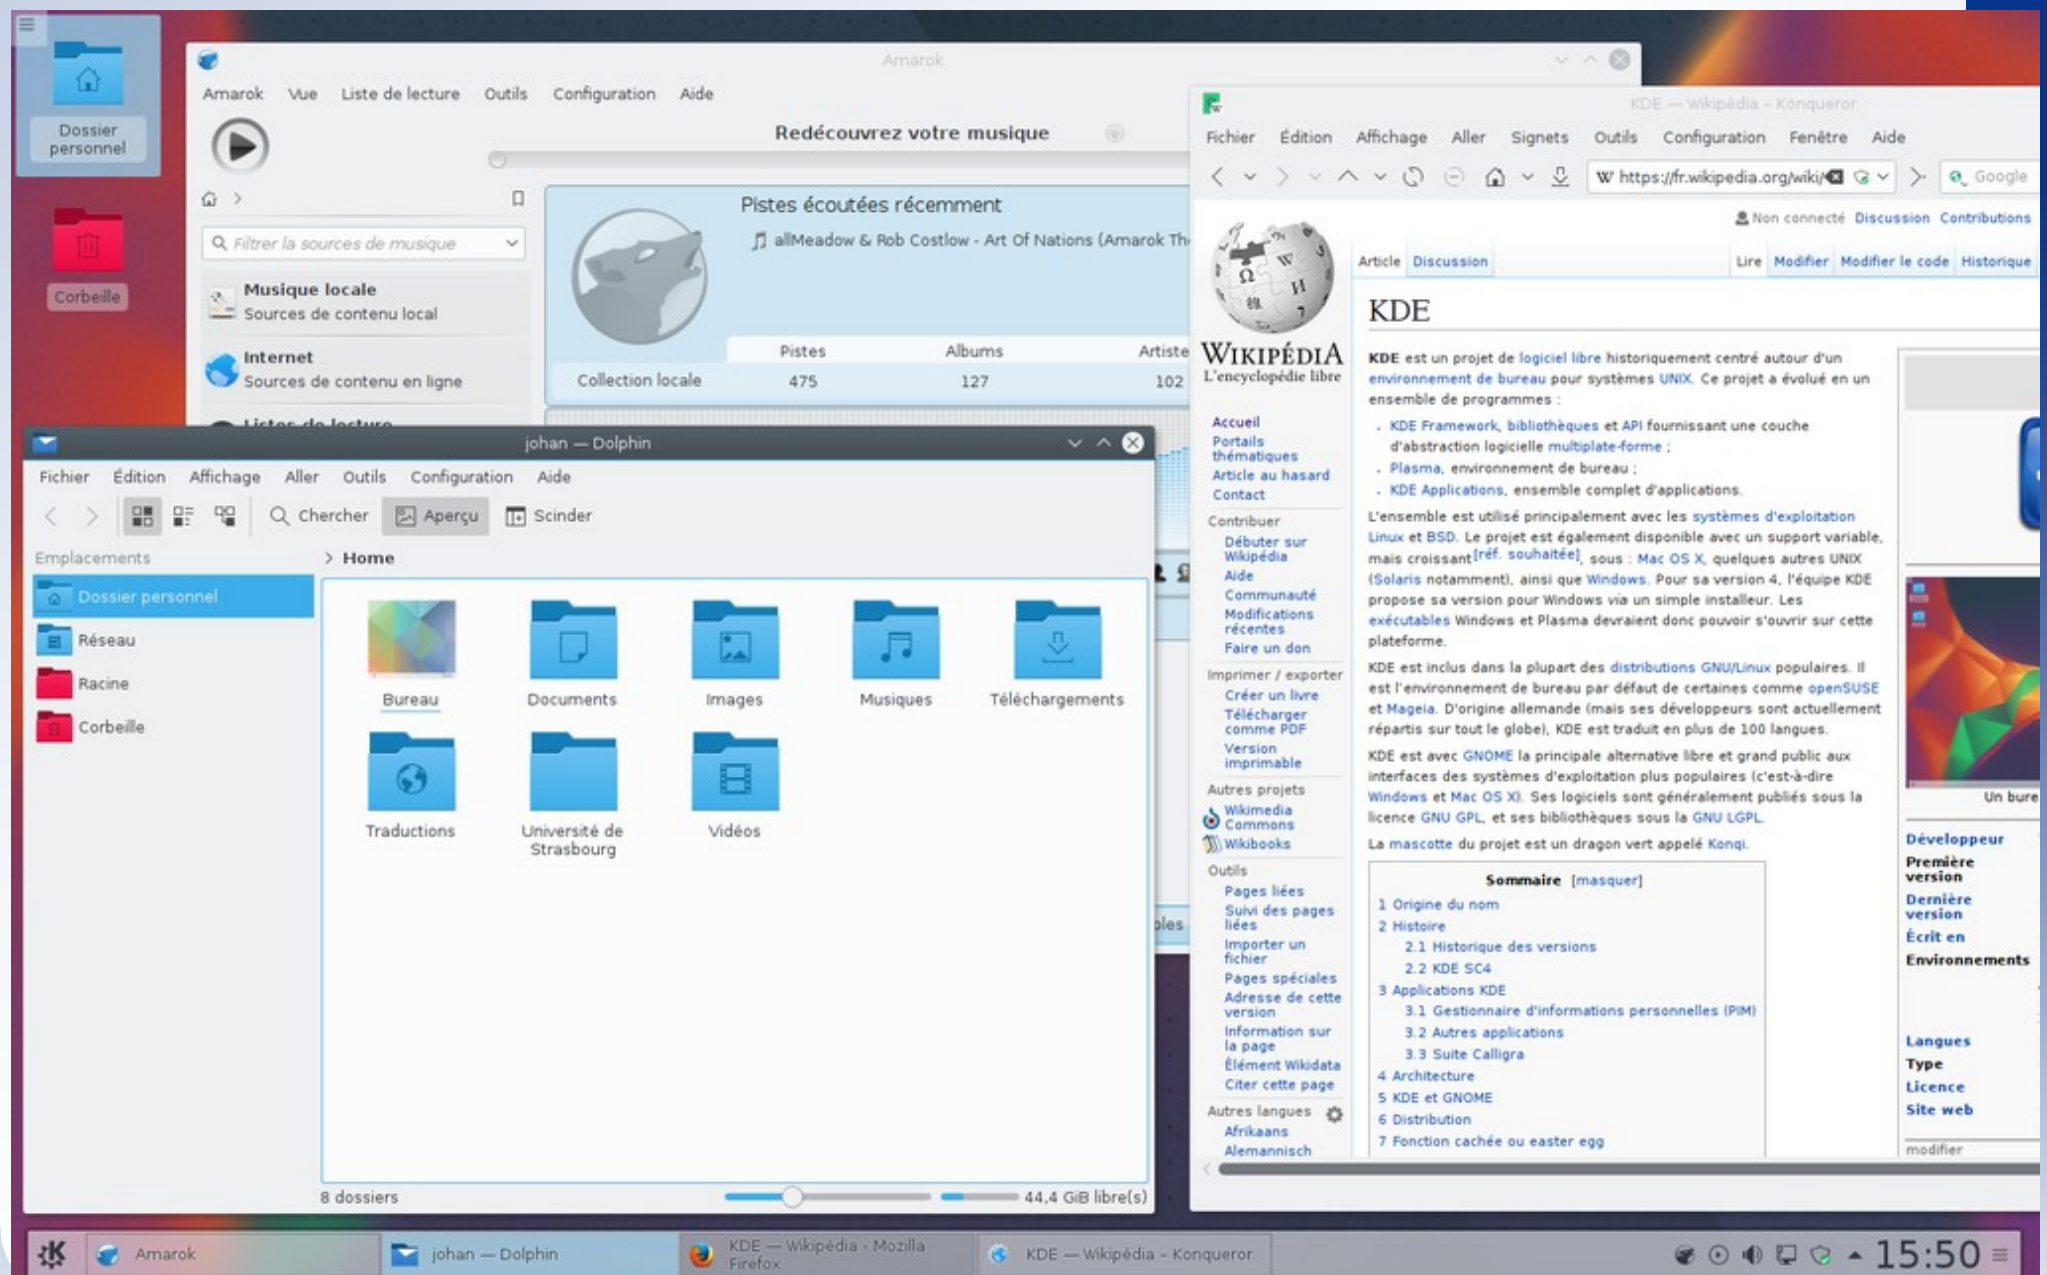 Dossier
personnel
Corbeille
Amarok
Amarok Vue Liste de lecture Outils Configuration Aide
Redécouvrez votre musique
Filtrer la sources de musique
Musique locale
Sources de contenu local
Internet
Sources de contenu en ligne
Listes de lecture
Pistes écoutées récemment
allMeadow & Rob Costlow - Art Of Nations (Amarok The
Pistes Albums Artiste
Collection locale 475 127 102
johan — Dolphin
Fichier Édition Affichage Aller Outils Configuration Aide
Chercher Aperçu Scinder
Emplacements
Dossier personnel
Réseau
Racine
Corbeille
> Home
Bureau Documents Images Musiques Téléchargements
Traductions Université de
Strasbourg Vidéos
8 dossiers 44,4 GiB libre(s)
KDE — Wikipédia – Konqueror
Fichier Édition Affichage Aller Signets Outils Configuration Fenêtre Aide
W https://fr.wikipedia.org/wiki/ Google
Non connecté Discussion Contributions
Article Discussion Lire Modifier Modifier le code Historique
WIKIPÉDIA
L'encyclopédie libre
Accueil
Portails
thématiques
Article au hasard
Contact
Contribuer
Débuter sur
Wikipédia
Aide
Communauté
Modifications
récentes
Faire un don
Imprimer / exporter
Créer un livre
Télécharger
comme PDF
Version
imprimable
Autres projets
Wikimedia
Commons
Wikibooks
Outils
Pages liées
Suivi des pages
liées
Importer un
fichier
Pages spéciales
Adresse de cette
version
Information sur
la page
Élément Wikidata
Citer cette page
Autres langues
Afrikaans
Alemannisch
KDE
KDE est un projet de logiciel libre historiquement centré autour d'un
environnement de bureau pour systèmes UNIX. Ce projet a évolué en un
ensemble de programmes :
KDE Framework, bibliothèques et API fournissant une couche
d'abstraction logicielle multiplate-forme ;
Plasma, environnement de bureau ;
KDE Applications, ensemble complet d'applications.
L'ensemble est utilisé principalement avec les systèmes d'exploitation
Linux et BSD. Le projet est également disponible avec un support variable,
mais croissant[réf. souhaitée], sous : Mac OS X, quelques autres UNIX
(Solaris notamment), ainsi que Windows. Pour sa version 4, l'équipe KDE
propose sa version pour Windows via un simple installeur. Les
exécutables Windows et Plasma devraient donc pouvoir s'ouvrir sur cette
plateforme.
KDE est inclus dans la plupart des distributions GNU/Linux populaires. Il
est l'environnement de bureau par défaut de certaines comme openSUSE
et Mageia. D'origine allemande (mais ses développeurs sont actuellement
répartis sur tout le globe), KDE est traduit en plus de 100 langues.
KDE est avec GNOME la principale alternative libre et grand public aux
interfaces des systèmes d'exploitation plus populaires (c'est-à-dire
Windows et Mac OS X). Ses logiciels sont généralement publiés sous la
licence GNU GPL, et ses bibliothèques sous la GNU LGPL.
La mascotte du projet est un dragon vert appelé Konqi.
Sommaire [masquer]
1 Origine du nom
2 Histoire
2.1 Historique des versions
2.2 KDE SC4
3 Applications KDE
3.1 Gestionnaire d'informations personnelles (PIM)
3.2 Autres applications
3.3 Suite Calligra
4 Architecture
5 KDE et GNOME
6 Distribution
7 Fonction cachée ou easter egg
Un bure
Développeur
Première
version
Dernière
version
Écrit en
Environnements
Langues
Type
Licence
Site web
modifier
Amarok
johan — Dolphin
KDE — Wikipédia - Mozilla
Firefox
KDE — Wikipédia – Konqueror
15:50